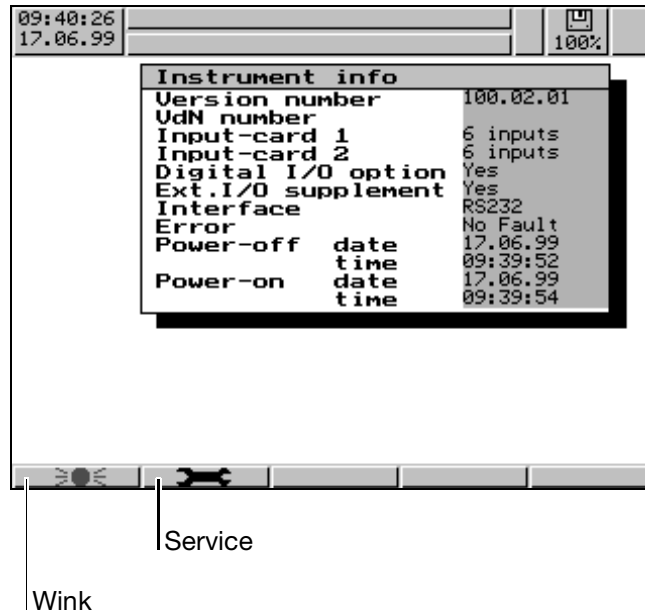 09:40:26
17.06.99
100%
Instrument info
Version number 100.02.01
VdN number
Input-card 1 6 inputs
Input-card 2 6 inputs
Digital I/O option Yes
Ext.I/O supplement Yes
Interface RS232
Error No Fault
Power-off date 17.06.99
time 09:39:52
Power-on date 17.06.99
time 09:39:54
Service
Wink